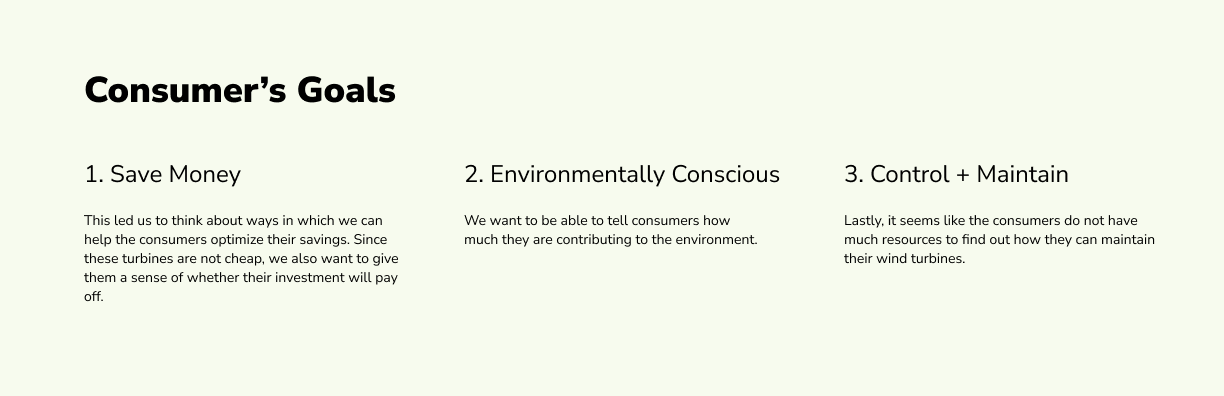 Consumer’s Goals
1. Save Money
This led us to think about ways in which we can
help the consumers optimize their savings. Since
these turbines are not cheap, we also want to give
them a sense of whether their investment will pay
off.
2. Environmentally Conscious
We want to be able to tell consumers how
much they are contributing to the environment.
3. Control + Maintain
Lastly, it seems like the consumers do not have
much resources to find out how they can maintain
their wind turbines.